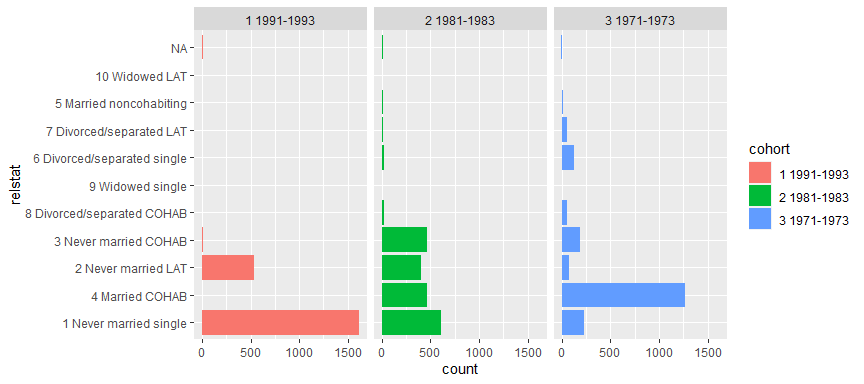 1 1991-1993
2 1981-1983
3 1971-1973
relstat
NA
10 Widowed LAT
5 Married noncohabiting
7 Divorced/separated LAT
6 Divorced/separated single
9 Widowed single
8 Divorced/separated COHAB
3 Never married COHAB
2 Never married LAT
4 Married COHAB
1 Never married single
0 500 1000 1500
0 500 1000 1500
0 500 1000 1500
count
cohort
1 1991-1993
2 1981-1983
3 1971-1973